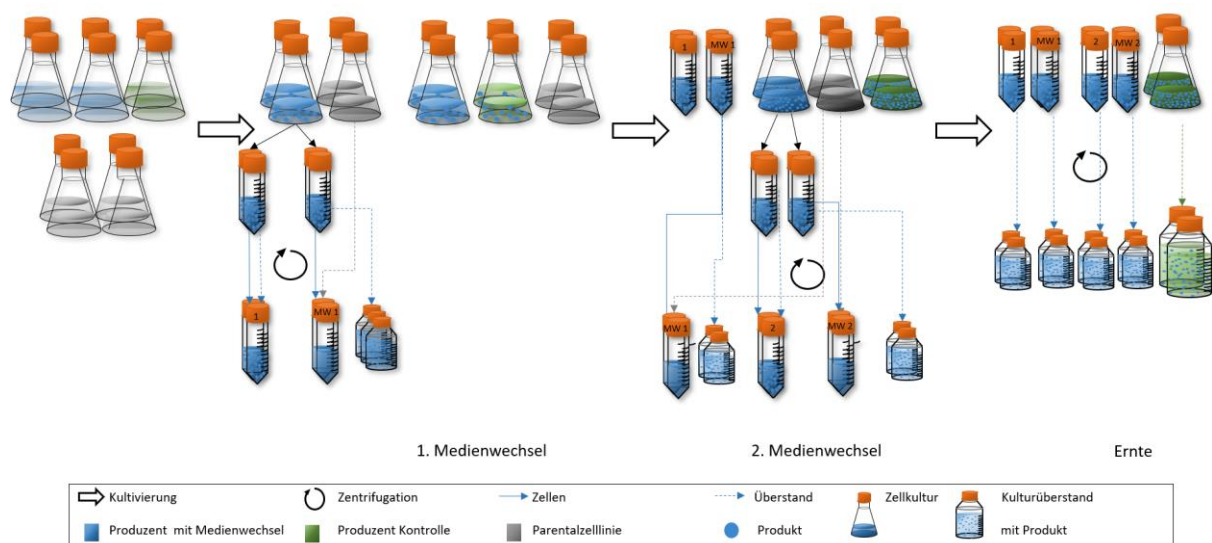 1
MW 1
1
MW 1
1
MW 1
2
MW 2
MW 1
2
MW 2
1. Medienwechsel
2. Medienwechsel
Ernte
Kultivierung
Zentrifugation
Zellen
Überstand
Zellkultur
Kulturüberstand
Produzent mit Medienwechsel
Produzent Kontrolle
Parentalzelllinie
Produkt
mit Produkt